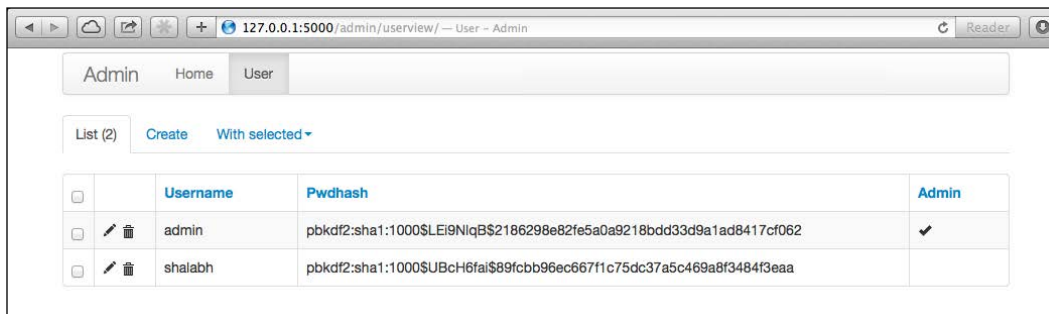 127.0.0.1:5000/admin/userview/ — User – Admin
Reader
Admin Home User
List (2) Create With selected
Username Pwdhash Admin
admin pbkdf2:sha1:1000$LEi9NlqB$2186298e82fe5a0a9218bdd33d9a1ad8417cf062
shalabh pbkdf2:sha1:1000$UBcH6fai$89fcbb96ec667f1c75dc37a5c469a8f3484f3eaa